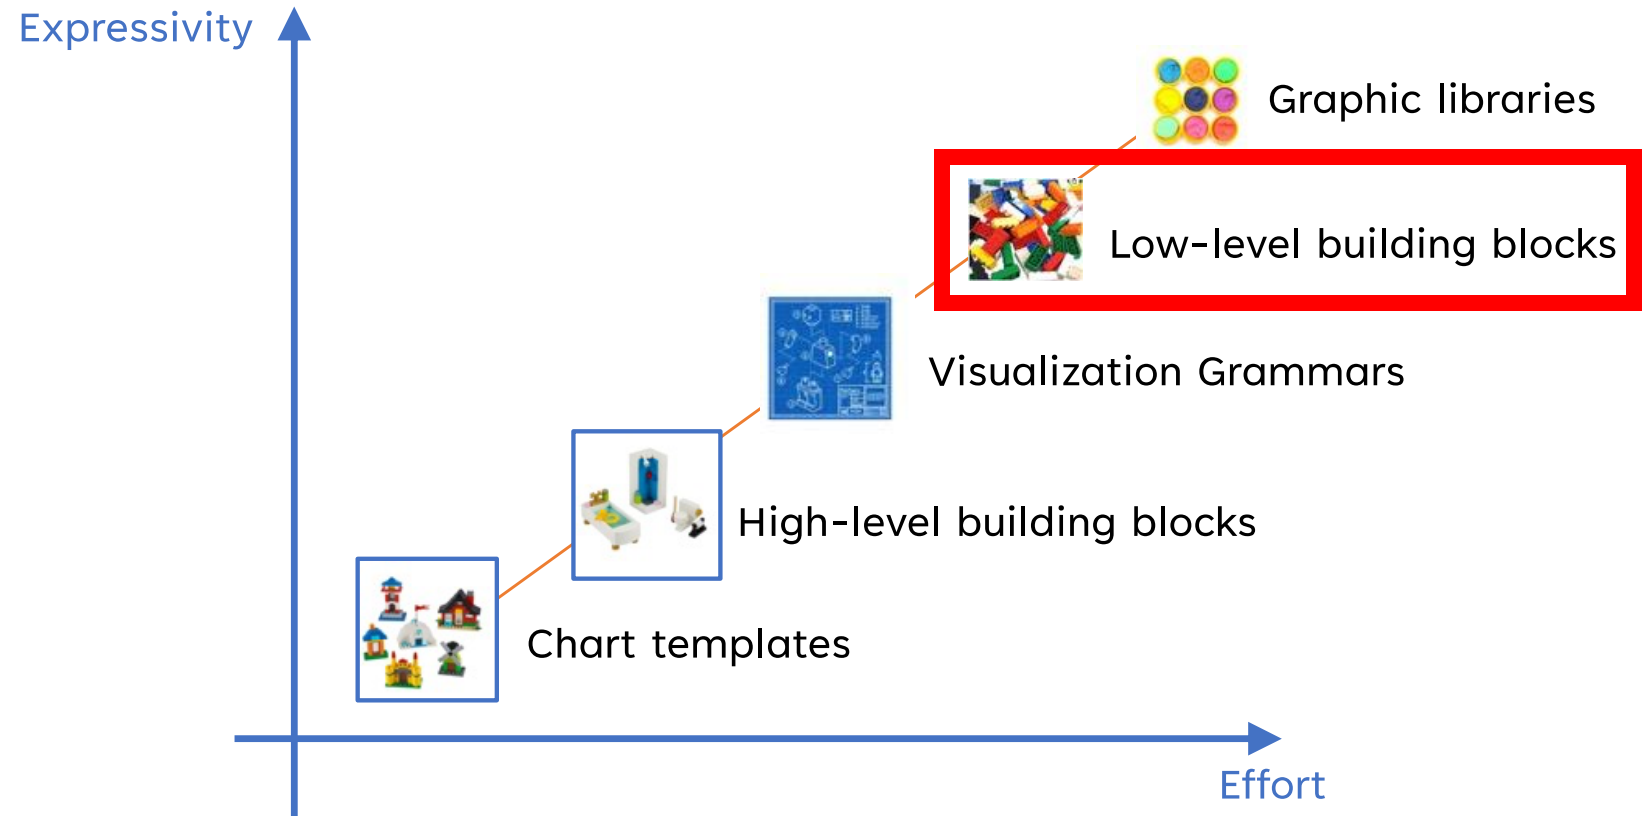 Expressivity
Graphic libraries
Low-level building blocks
Visualization Grammars
High-level building blocks
Chart templates
Effort